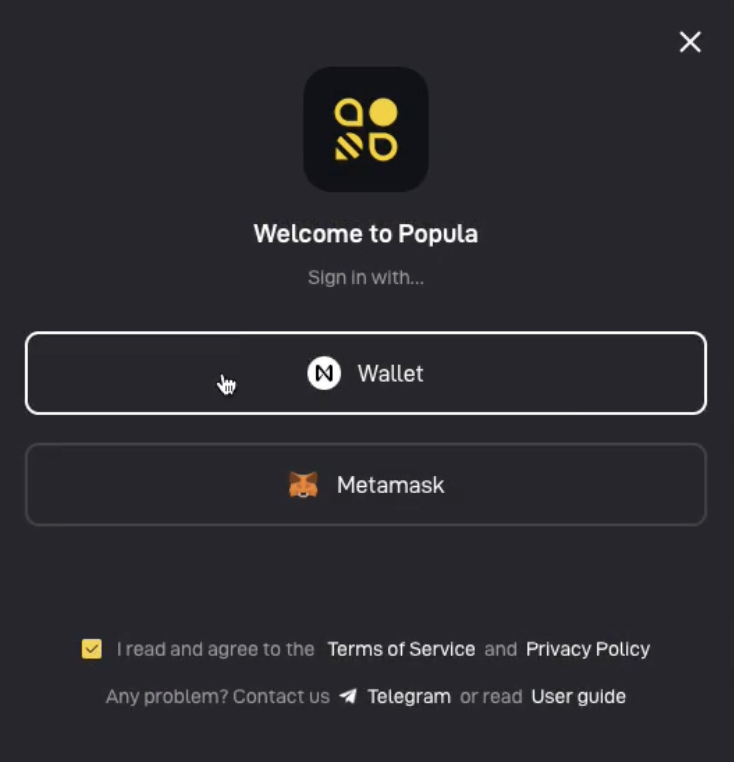 Welcome to Popula
Sign in with...
Wallet
Metamask
I read and agree to the Terms of Service and Privacy Policy
Any problem? Contact us Telegram or read User guide